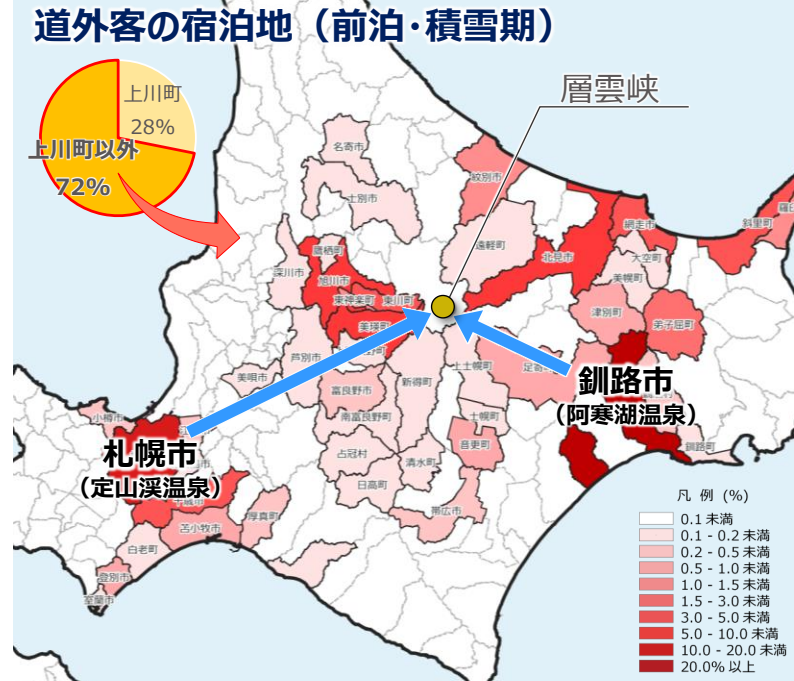 道外客の宿泊地（前泊･積雪期）
上川町
28%
上川町以外
72%
層雲峡
名寄市
士別市
紋別市
遠軽町
北見市
網走市
大空町
美幌町
斜里町
津別町
弟子屈町
鷹栖町
深川市
旭川市
東神楽町
東川町
美瑛町
芦別市
美唄市
富良野市
南富良野町
新得町
上士幌町
士幌町
足寄
音更町
占冠村
清水町
日高町
帯広市
釧路町
小樽市
厚真町
苫小牧市
白老町
登別市
室蘭市
釧路市
（阿寒湖温泉）
札幌市
（定山渓温泉）
凡 例 (%)
0.1 未満
0.1 - 0.2 未満
0.2 - 0.5 未満
0.5 - 1.0 未満
1.0 - 1.5 未満
1.5 - 3.0 未満
3.0 - 5.0 未満
5.0 - 10.0 未満
10.0 - 20.0 未満
20.0% 以上